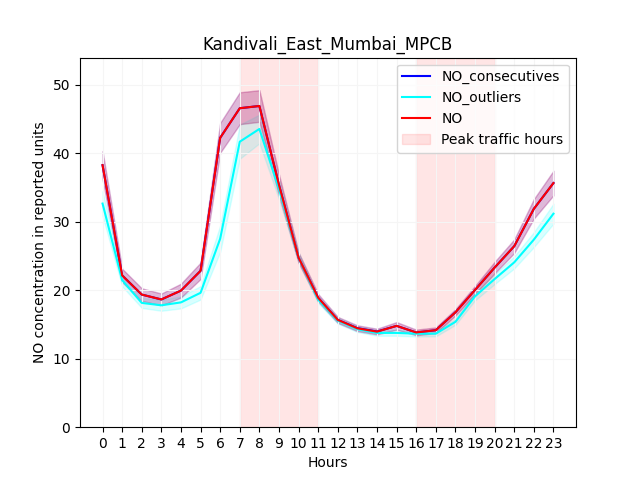 Kandivali_East_Mumbai_MPCB
NO concentration in reported units
50
40
30
20
10
0
NO_consecutives
NO_outliers
NO
Peak traffic hours
0 1 2 3 4 5 6 7 8 9 10 11 12 13 14 15 16 17 18 19 20 21 22 23
Hours